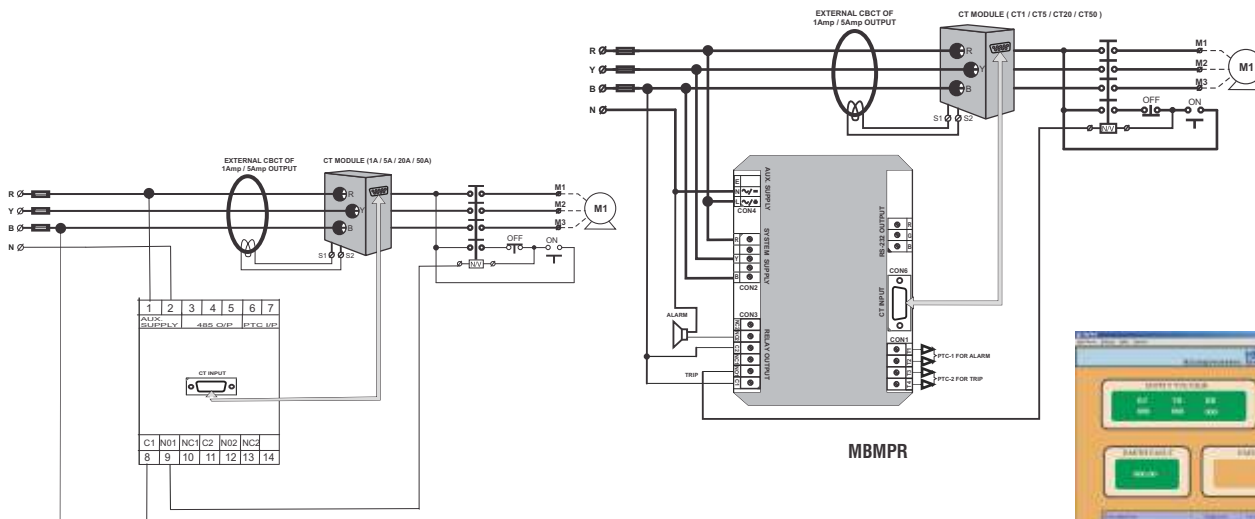 EXTERNAL CBCT OF
1Amp / 5Amp OUTPUT
CT MODULE (1A / 5A / 20A / 50A)
R
Y
B
N
R
Y
B
S1
S2
M1
M2
M3
M1
OFF
ON
N/V
1 2 3 4 5 6 7
AUX.
SUPPLY
485 O/P
PTC I/P
CT INPUT
C1 N01 NC1 C2 N02 NC2
8 9 10 11 12 13 14
EXTERNAL CBCT OF
1Amp / 5Amp OUTPUT
CT MODULE ( CT1 / CT5 / CT20 / CT50 )
R
Y
B
N
R
Y
B
S1
S2
M1
M2
M3
M1
OFF
ON
N/V
AUX SUPPLY
E
N
L
CON4
SYSTEM SUPPLY
R
Y
B
CON2
CON3
RELAY OUTPUT
C2
C1
ALARM
TRIP
RS-232 OUTPUT
R
G
B
CON6
CT INPUT
CON1
PTC-1 FOR ALARM
PTC-2 FOR TRIP
MBMPR